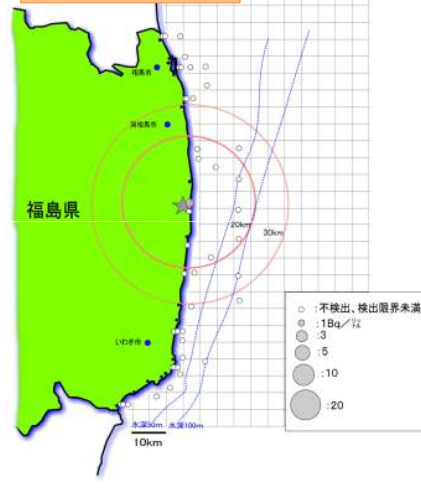 相馬市
南相馬市
福島県
20km
30km
いわき市
水深50m 水深100m
10km
:不検出、検出限界未満
:1Bq/㍑
:3
:5
:10
:20